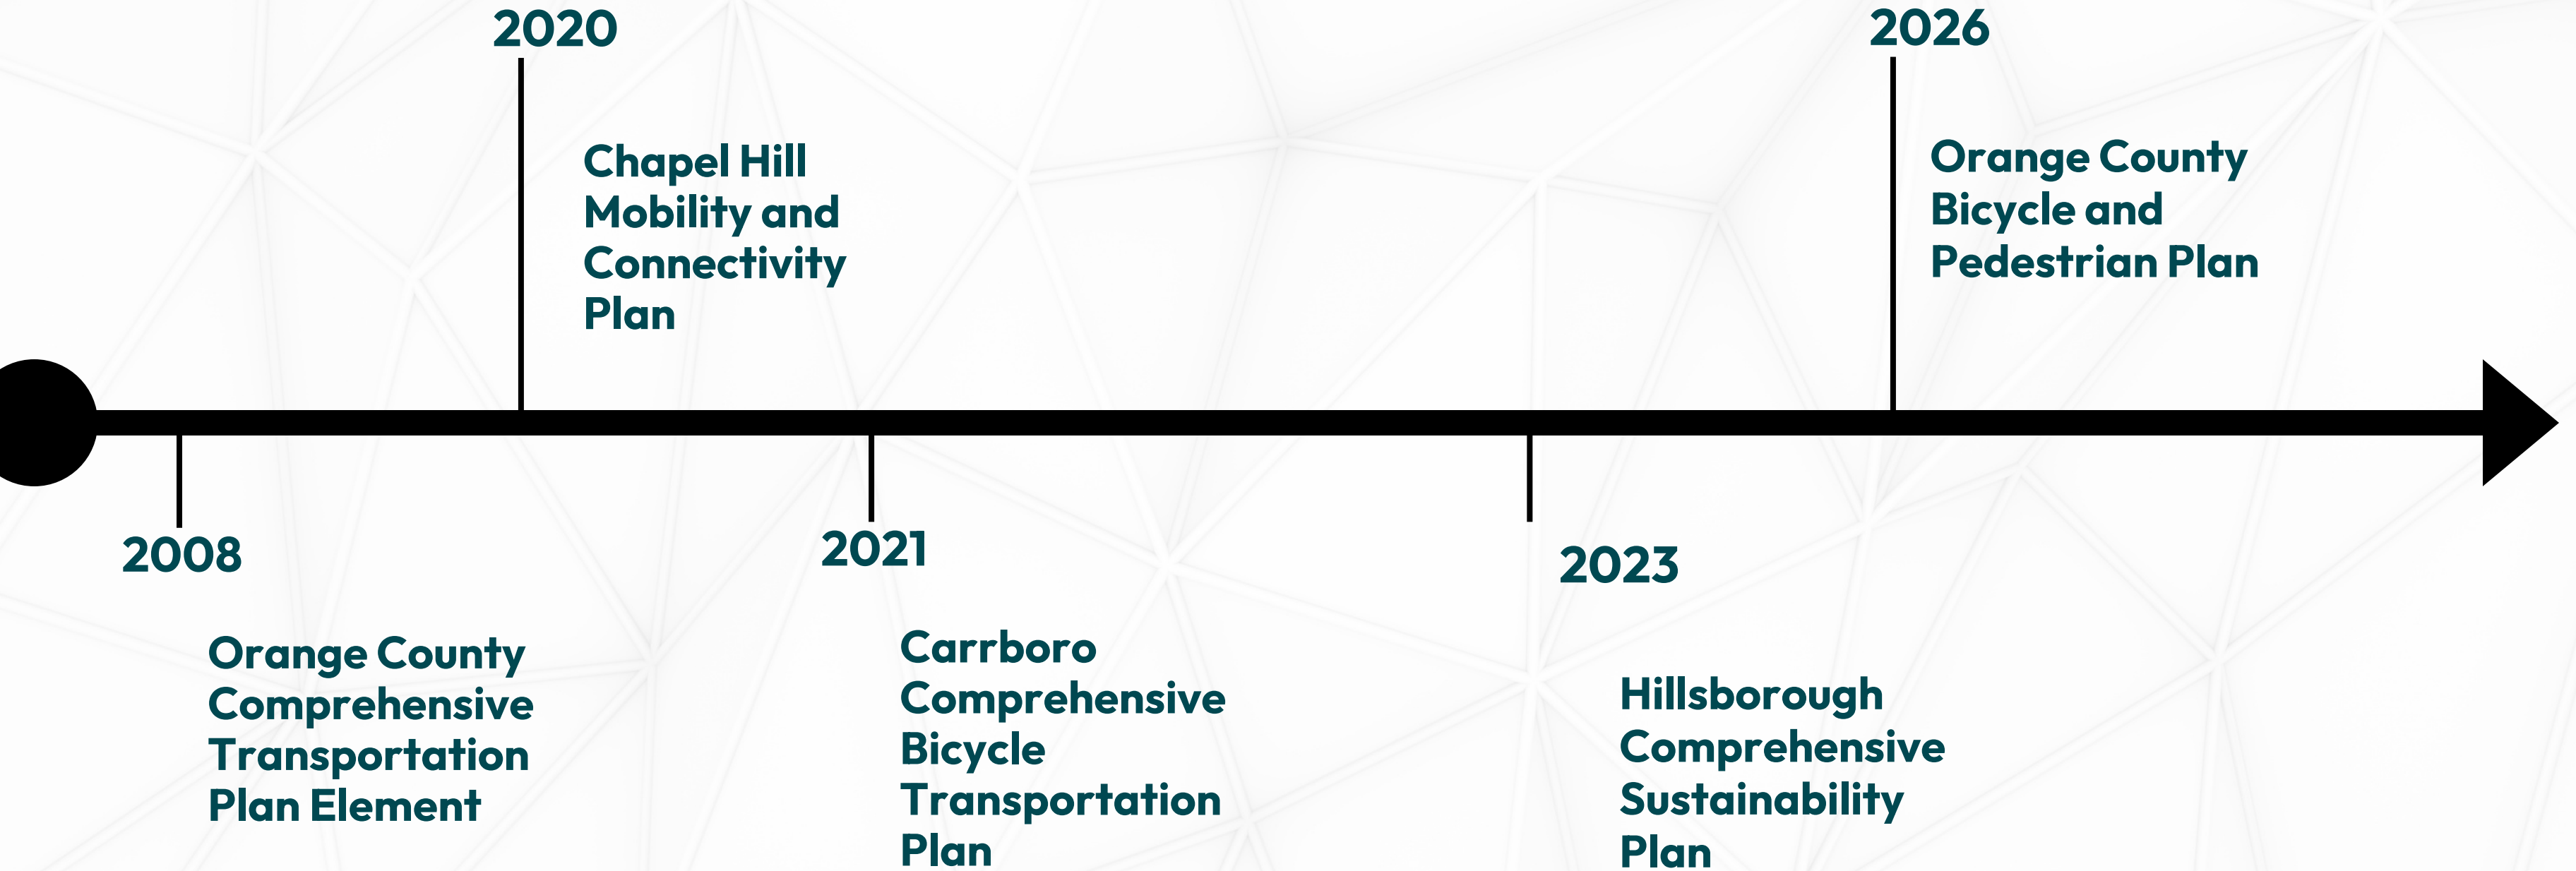 2020
Chapel Hill
Mobility and
Connectivity
Plan
2026
Orange County
Bicycle and
Pedestrian Plan
2008
Orange County
Comprehensive
Transportation
Plan Element
2021
Carrboro
Comprehensive
Bicycle
Transportation
Plan
2023
Hillsborough
Comprehensive
Sustainability
Plan